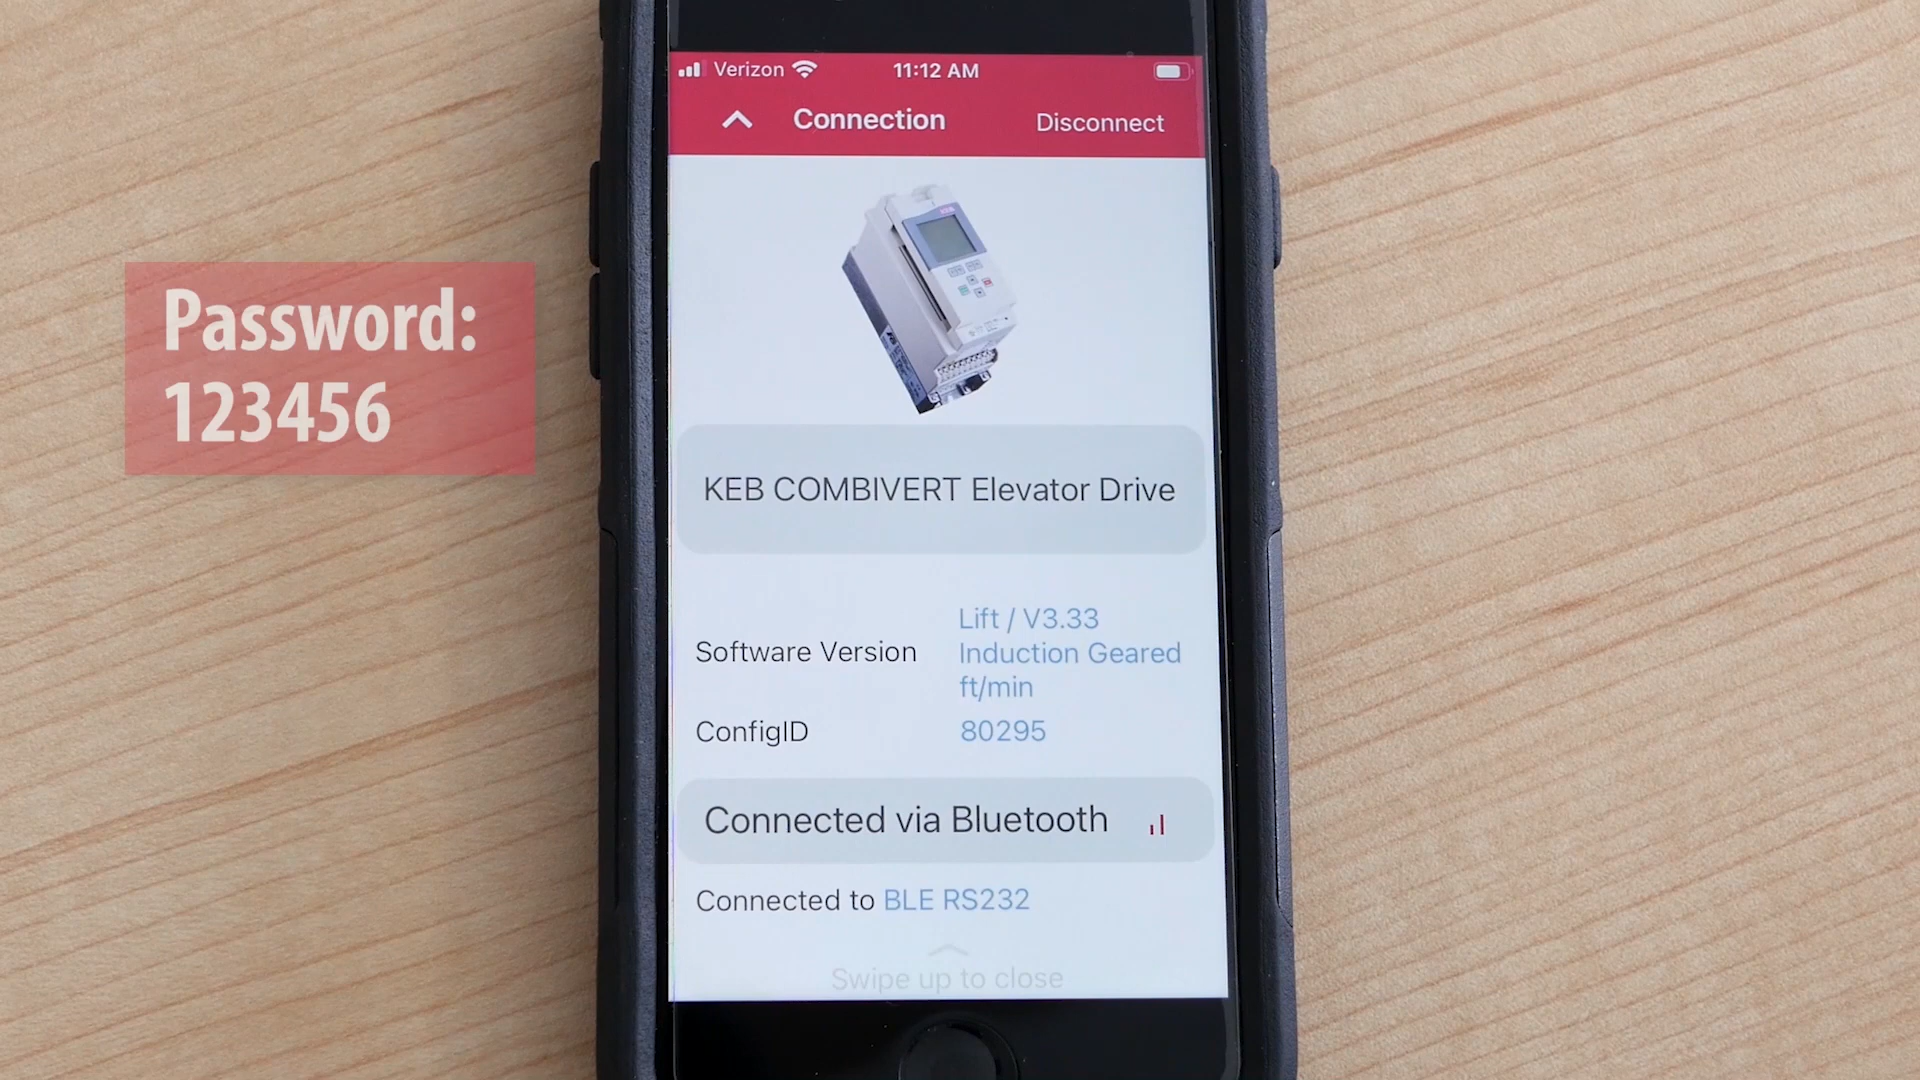 Verizon
11:12 AM
Connection
Disconnect
Password:
123456
KEB
KEB COMBIVERT Elevator Drive
Software Version
Lift / V3.33
Induction Geared
ft/min
ConfigID
80295
Connected via Bluetooth
Connected to BLE RS232
Swipe up to close